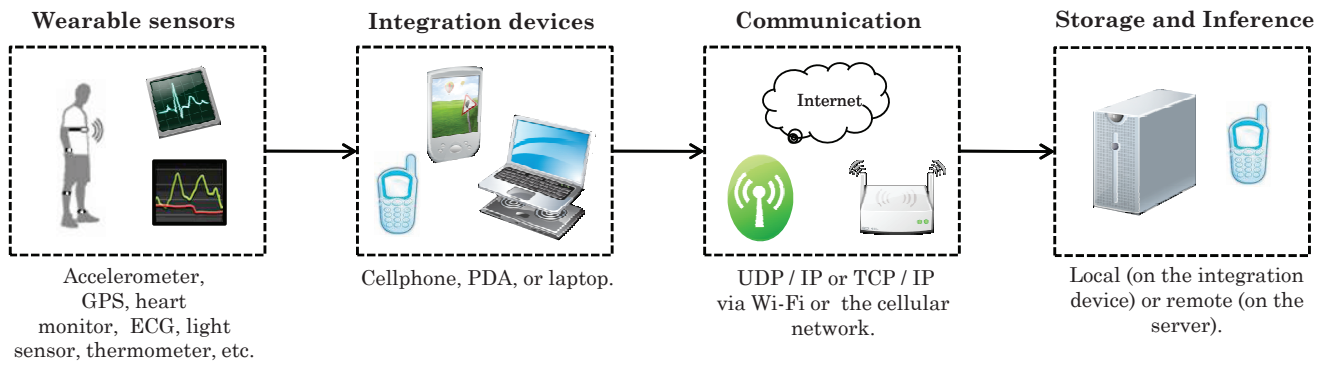 Wearable sensors
Integration devices
Communication
Storage and Inference
Internet
Accelerometer,
GPS, heart
monitor, ECG, light
sensor, thermometer, etc.
Cellphone, PDA, or laptop.
UDP / IP or TCP / IP
via Wi-Fi or the cellular
network.
Local (on the integration
device) or remote (on the
server).